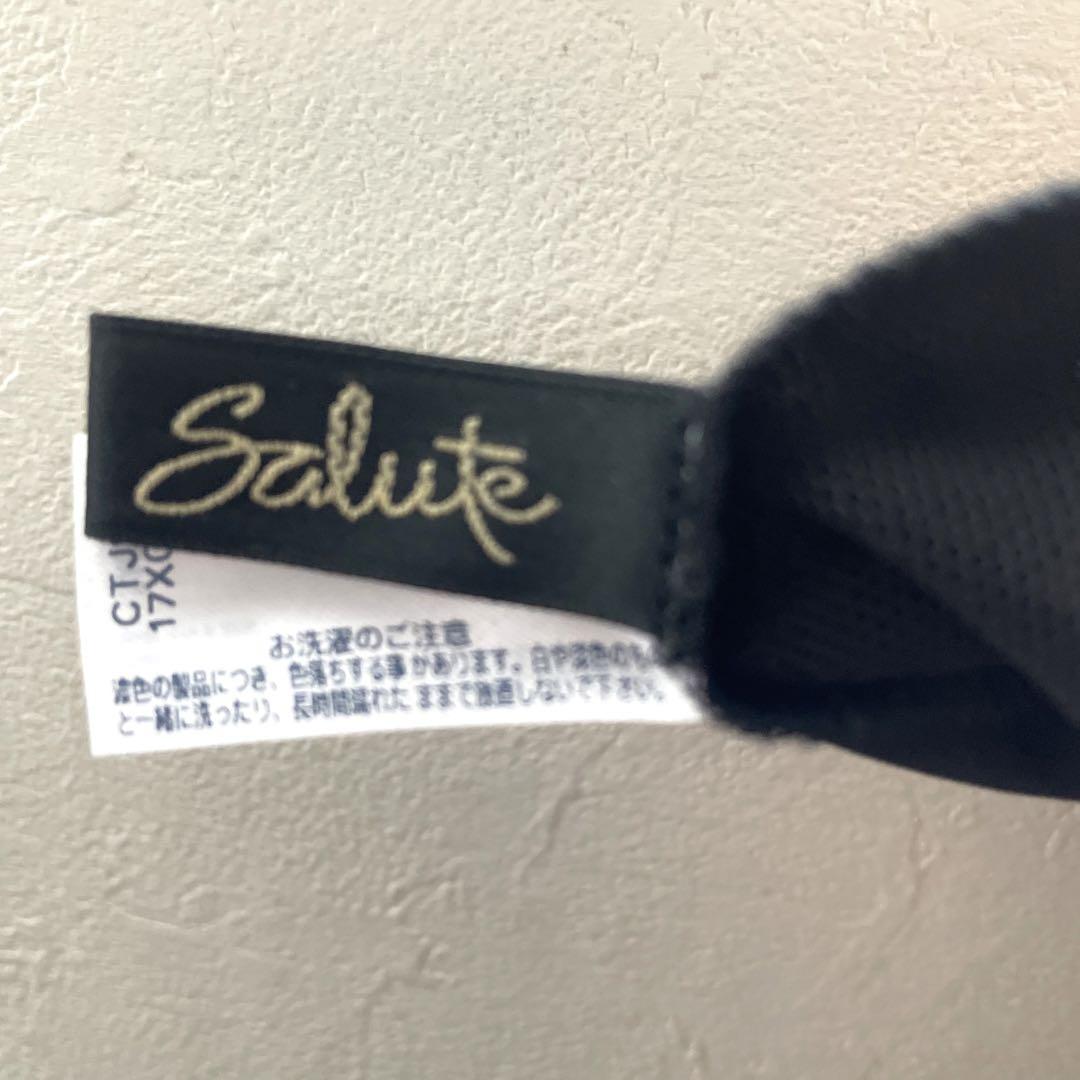 Salute
CTJ
17X
お洗濯のご注意
濃色の製品につき、色落ちする事があります。白や淡色のも
と一緒に洗ったり、長時間濡れたままで放置しないで下さい。